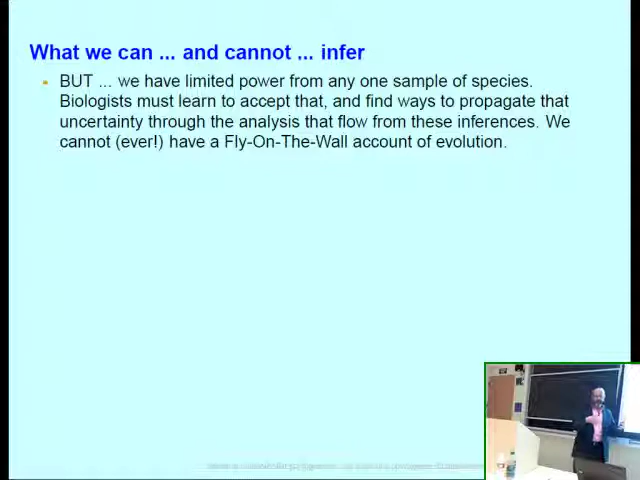 What we can ... and cannot ... infer
BUT ... we have limited power from any one sample of species.
Biologists must learn to accept that, and find ways to propagate that
uncertainty through the analysis that flow from these inferences. We
cannot (ever!) have a Fly-On-The-Wall account of evolution.